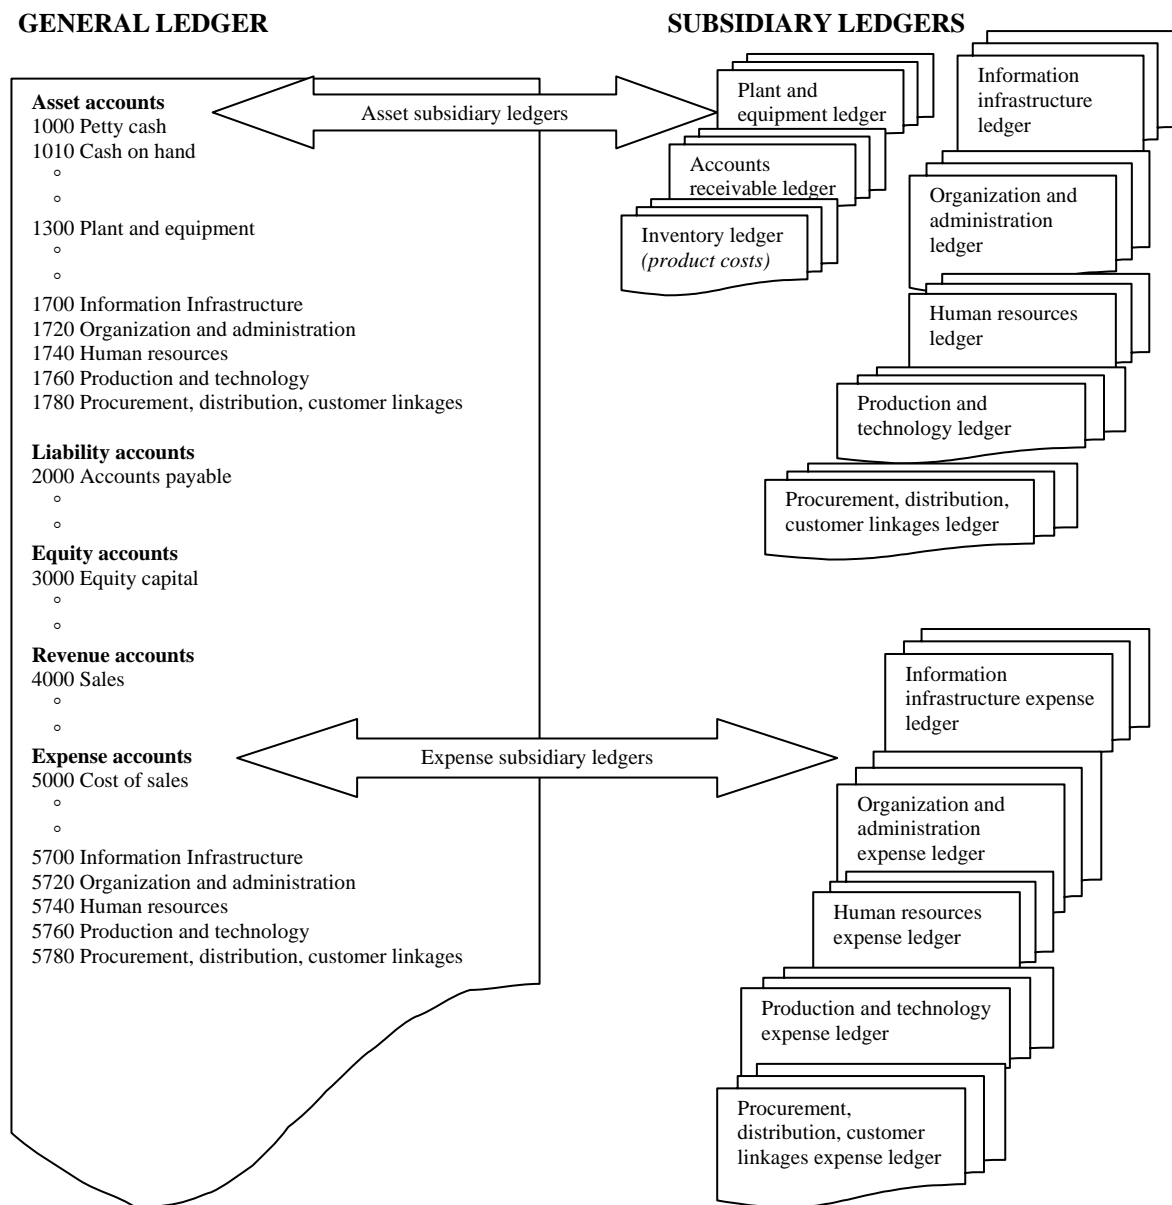 GENERAL LEDGER
SUBSIDIARY LEDGERS
Asset accounts
1000 Petty cash
1010 Cash on hand
1300 Plant and equipment
1700 Information Infrastructure
1720 Organization and administration
1740 Human resources
1760 Production and technology
1780 Procurement, distribution, customer linkages
Liability accounts
2000 Accounts payable
Equity accounts
3000 Equity capital
Revenue accounts
4000 Sales
Expense accounts
5000 Cost of sales
5700 Information Infrastructure
5720 Organization and administration
5740 Human resources
5760 Production and technology
5780 Procurement, distribution, customer linkages
Asset subsidiary ledgers
Plant and
equipment ledger
Accounts
receivable ledger
Inventory ledger
(product costs)
Information
infrastructure
ledger
Organization and
administration
ledger
Human resources
ledger
Production and
technology ledger
Procurement, distribution,
customer linkages ledger
Expense subsidiary ledgers
Information
infrastructure expense
ledger
Organization and
administration
expense ledger
Human resources
expense ledger
Production and technology
expense ledger
Procurement,
distribution, customer
linkages expense ledger